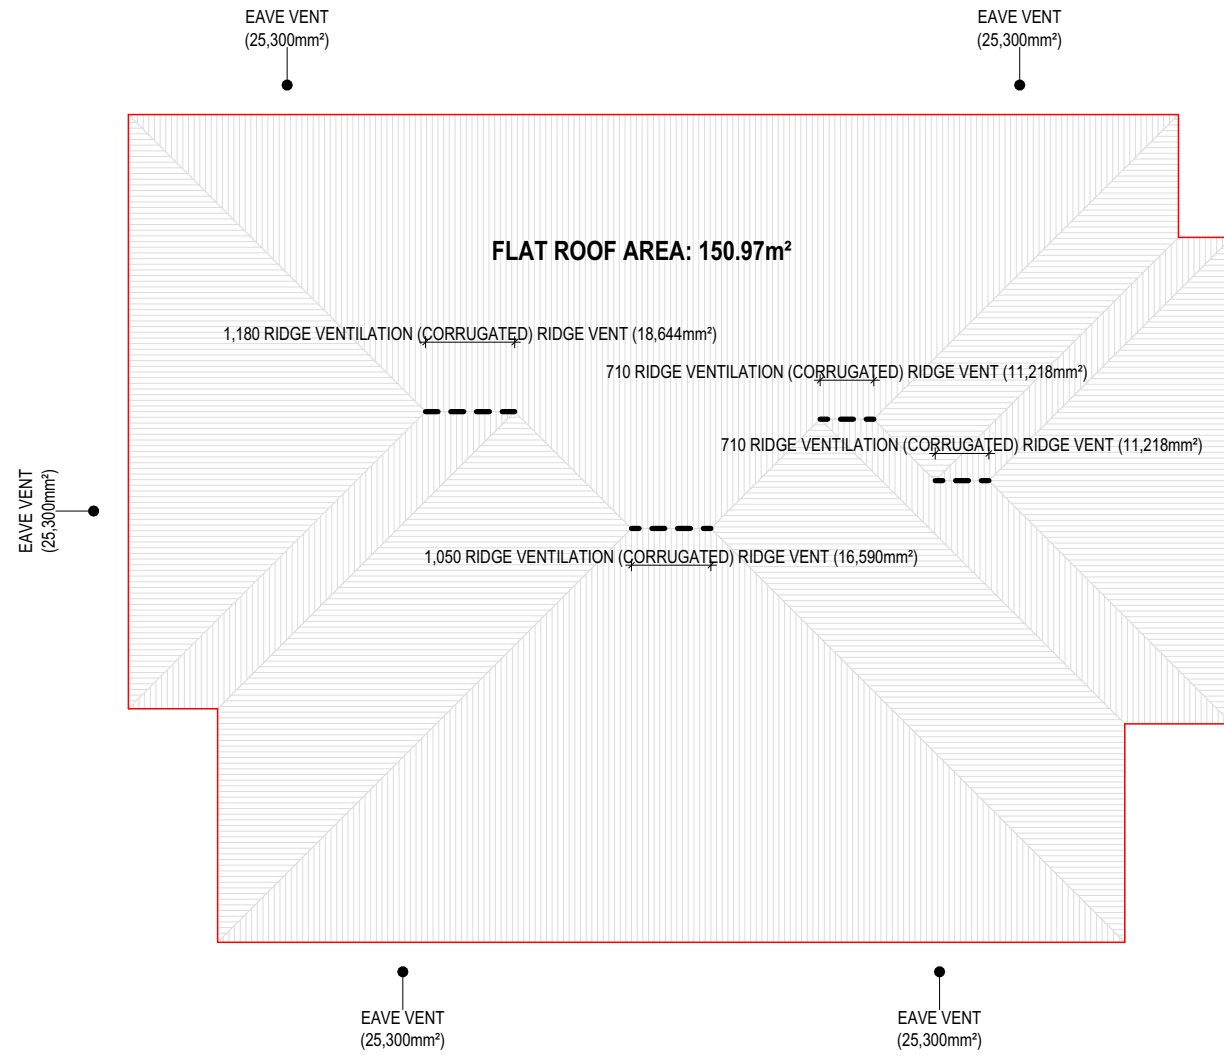 EAVE VENT
(25,300mm²)
EAVE VENT
(25,300mm²)
FLAT ROOF AREA: 150.97m²
1,180 RIDGE VENTILATION (CORRUGATED) RIDGE VENT (18,644mm²)
710 RIDGE VENTILATION (CORRUGATED) RIDGE VENT (11,218mm²)
710 RIDGE VENTILATION (CORRUGATED) RIDGE VENT (11,218mm²)
EAVE VENT
(25,300mm²)
1,050 RIDGE VENTILATION (CORRUGATED) RIDGE VENT (16,590mm²)
EAVE VENT
(25,300mm²)
EAVE VENT
(25,300mm²)